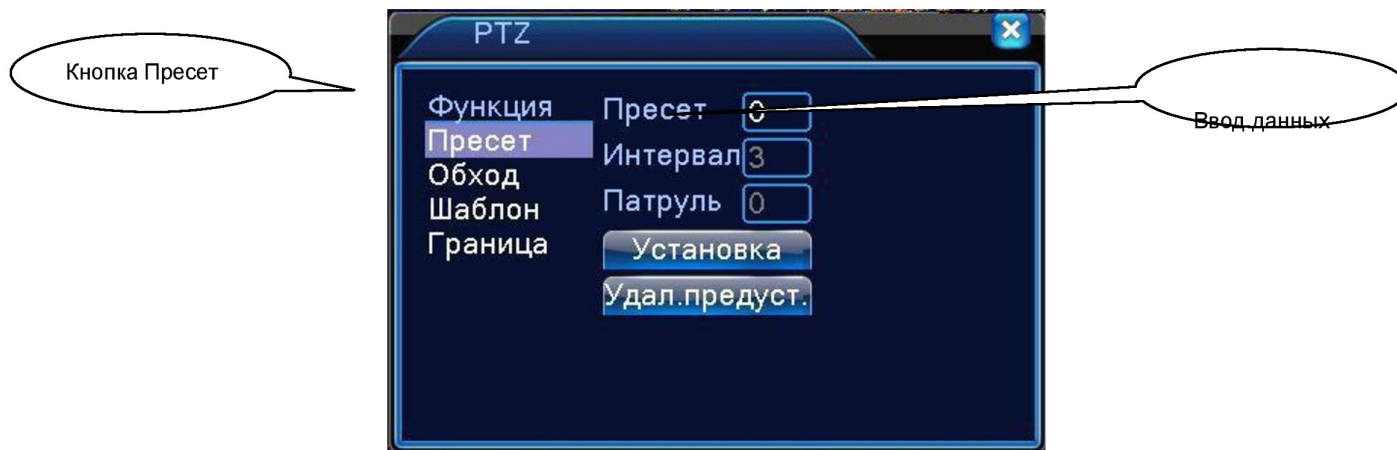 PTZ
Кнопка Пресет
Функция
Пресет 0
Ввод данных
Пресет
Интервал 3
Обход
Шаблон
Патруль 0
Граница
Установка
Удал.предуст.